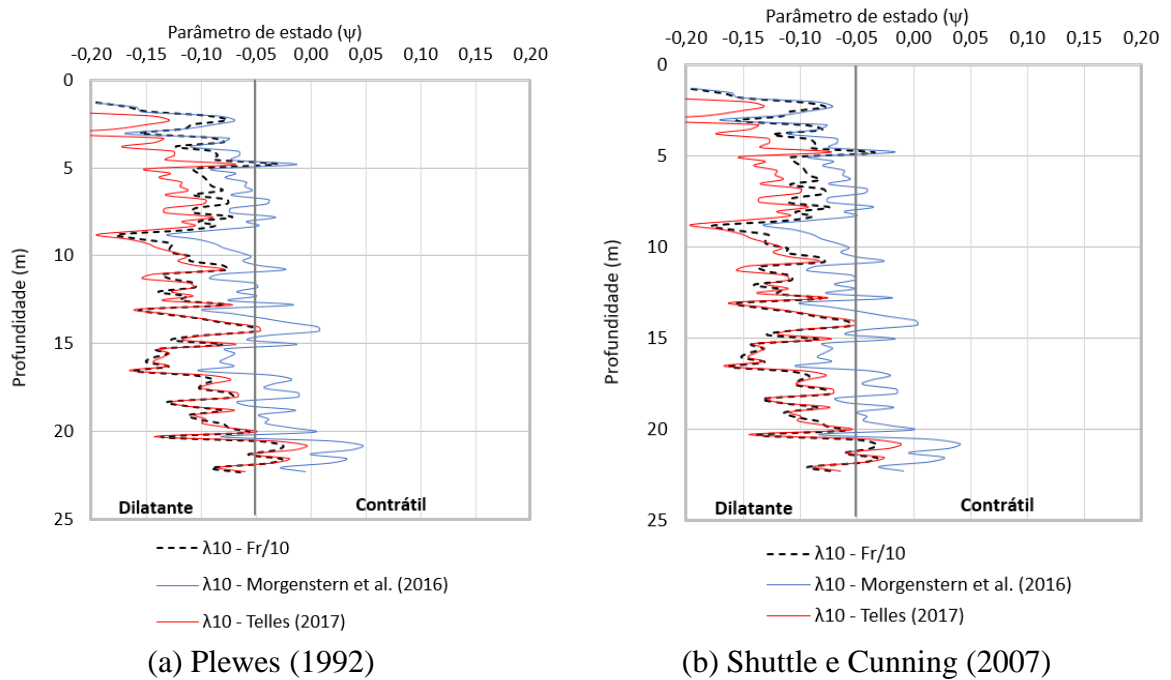 Parâmetro de estado (ψ)
-0,20 -0,15 -0,10 -0,05 0,00 0,05 0,10 0,15 0,20
0
5
10
15
20
25
Profundidade (m)
Dilatante
Contrátil
λ10 - Fr/10
λ10 - Morgenstern et al. (2016)
λ10 - Telles (2017)
(a) Plewes (1992)
Parâmetro de estado (ψ)
-0,20 -0,15 -0,10 -0,05 0,00 0,05 0,10 0,15 0,20
0
5
10
15
20
25
Profundidade (m)
Dilatante
Contrátil
λ10 - Fr/10
λ10 - Morgenstern et al. (2016)
λ10 - Telles (2017)
(b) Shuttle e Cunning (2007)